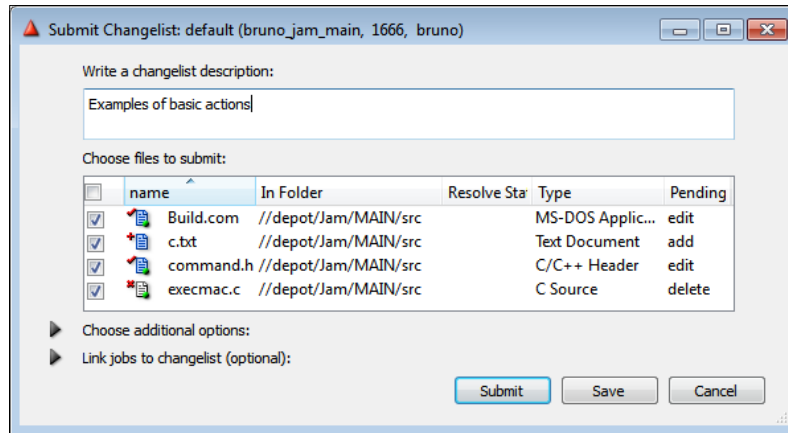 Submit Changelist: default (bruno_jam_main, 1666, bruno)
Write a changelist description:
Examples of basic actions
Choose files to submit:
name In Folder Resolve Sta Type Pending
Build.com //depot/Jam/MAIN/src MS-DOS Applic... edit
c.txt //depot/Jam/MAIN/src Text Document add
command.h //depot/Jam/MAIN/src C/C++ Header edit
execmac.c //depot/Jam/MAIN/src C Source delete
Choose additional options:
Link jobs to changelist (optional):
Submit Save Cancel